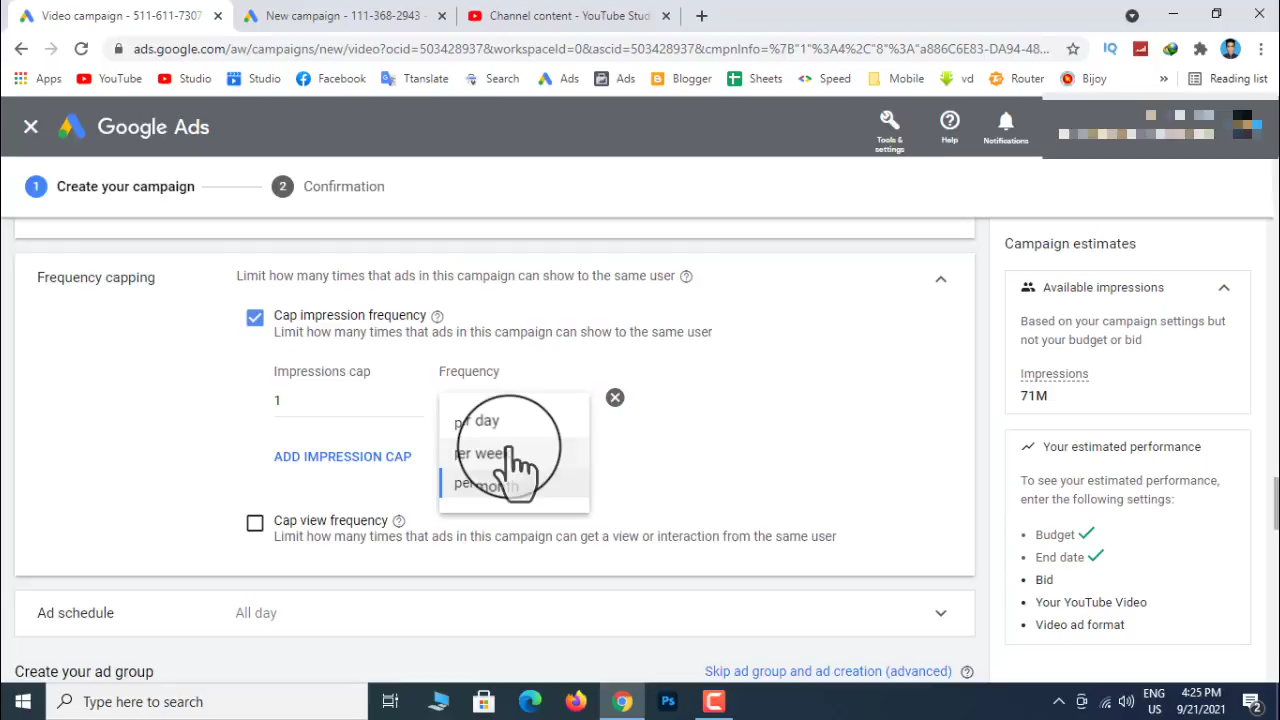 Video campaign - 511-611-7307
New campaign - 111-368-2943 -
Channel content - YouTube Stud
ads.google.com/aw/campaigns/new/video?ocid=503428937&workspaceId=0&ascid=503428937&cmpnInfo=%7B"1"%3A4%2C"8"%3A"a886C6E83-DA94-48...
IQ
Apps
YouTube
Studio
Studio
Facebook
Translate
Search
Ads
Ads
Blogger
Sheets
Speed
Mobile
vd
Router
Bijoy
»
Reading list
Google Ads
Tools & settings
Help
Notifications
1 Create your campaign
2 Confirmation
Frequency capping
Limit how many times that ads in this campaign can show to the same user
Cap impression frequency
Limit how many times that ads in this campaign can show to the same user
Impressions cap
Frequency
1
per day
per week
per month
ADD IMPRESSION CAP
Cap view frequency
Limit how many times that ads in this campaign can get a view or interaction from the same user
Ad schedule
All day
Create your ad group
Skip ad group and ad creation (advanced)
Campaign estimates
Available impressions
Based on your campaign settings but
not your budget or bid
Impressions
71M
Your estimated performance
To see your estimated performance,
enter the following settings:
• Budget
• End date
• Bid
• Your YouTube Video
• Video ad format
Type here to search
Ps
C
ENG
US
4:25 PM
9/21/2021
2